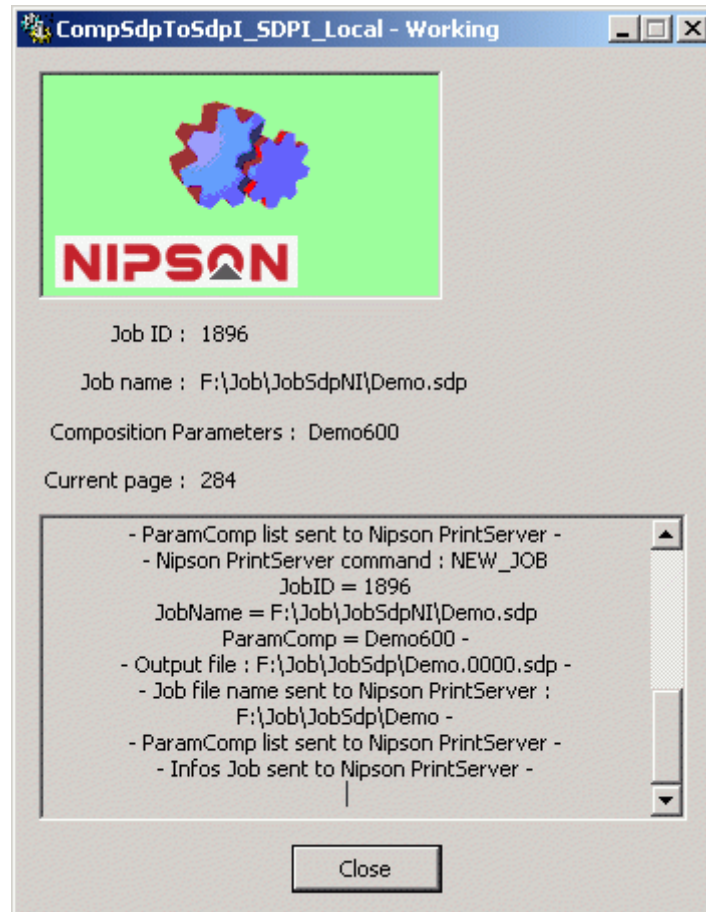 CompSdpToSdpI_SDPI_Local - Working
NIPSON
Job ID : 1896
Job name : F:\Job\JobSdpNI\Demo.sdp
Composition Parameters : Demo600
Current page : 284
- ParamComp list sent to Nipson PrintServer -
- Nipson PrintServer command : NEW_JOB
JobID = 1896
JobName = F:\Job\JobSdpNI\Demo.sdp
ParamComp = Demo600 -
- Output file : F:\Job\JobSdp\Demo.0000.sdp -
- Job file name sent to Nipson PrintServer :
F:\Job\JobSdp\Demo -
- ParamComp list sent to Nipson PrintServer -
- Infos Job sent to Nipson PrintServer -
Close